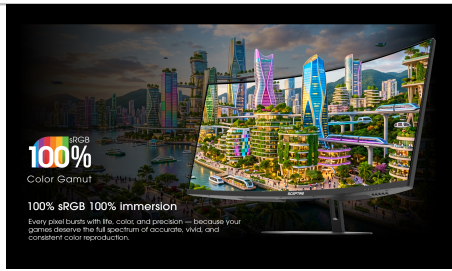 sRGB
100%
Color Gamut
SCEPTRE
100% sRGB 100% immersion
Every pixel bursts with life, color, and precision — because your
games deserve the full spectrum of accurate, vivid, and
consistent color reproduction.